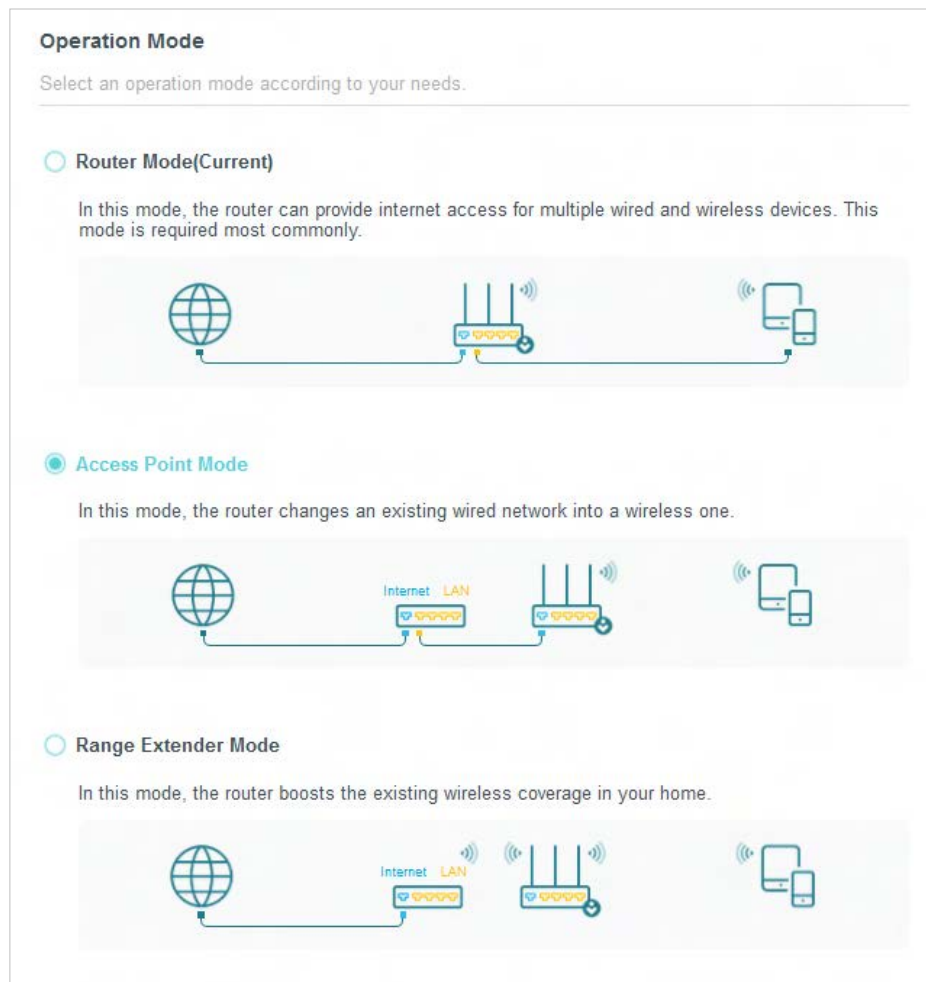 Operation Mode
Select an operation mode according to your needs.
Router Mode(Current)
In this mode, the router can provide internet access for multiple wired and wireless devices. This
mode is required most commonly.
Access Point Mode
In this mode, the router changes an existing wired network into a wireless one.
Internet LAN
Range Extender Mode
In this mode, the router boosts the existing wireless coverage in your home.
Internet LAN